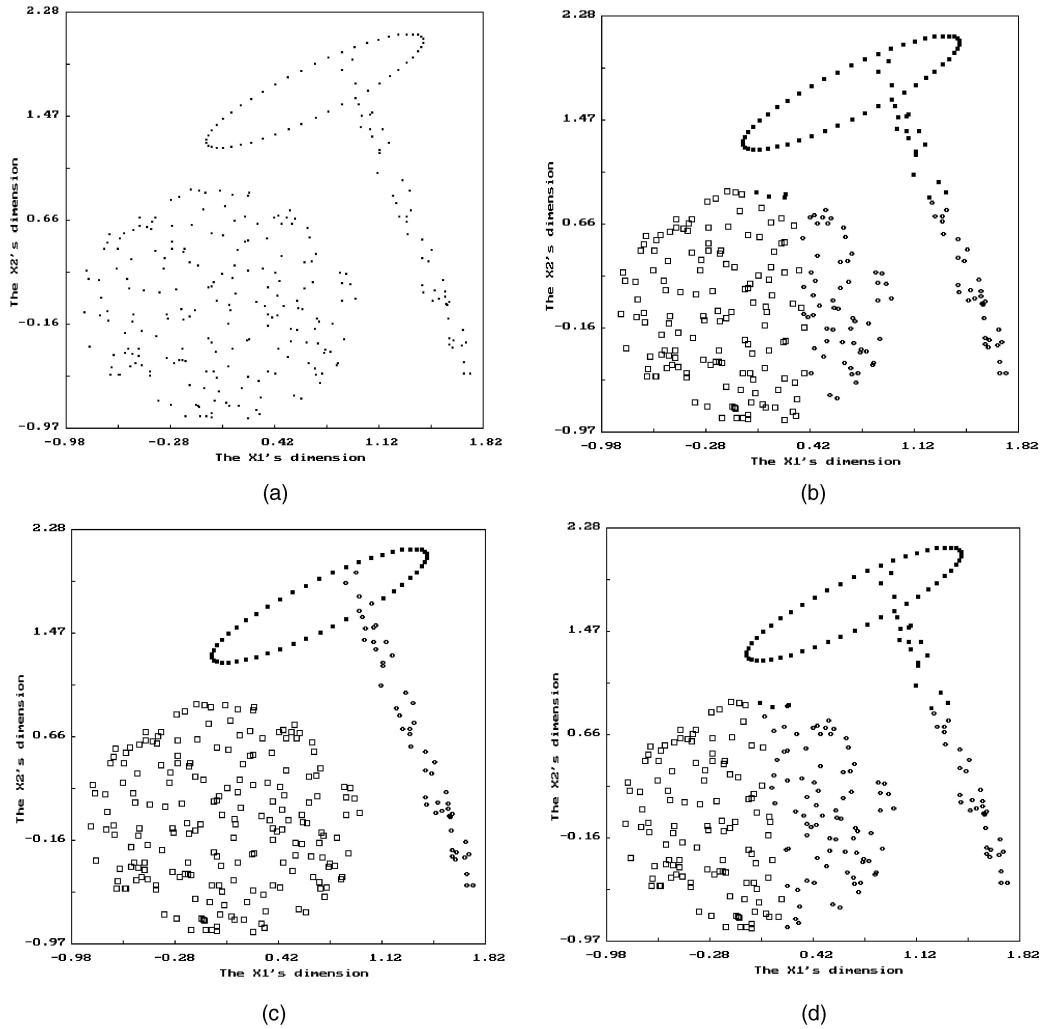 2.28
1.47
0.66
-0.16
-0.97
The X2's dimension
-0.98 -0.28 0.42 1.12 1.82
The X1's dimension
(a)
2.28
1.47
0.66
-0.16
-0.97
The X2's dimension
-0.98 -0.28 0.42 1.12 1.82
The X1's dimension
(b)
2.28
1.47
0.66
-0.16
-0.97
The X2's dimension
-0.98 -0.28 0.42 1.12 1.82
The X1's dimension
(c)
2.28
1.47
0.66
-0.16
-0.97
The X2's dimension
-0.98 -0.28 0.42 1.12 1.82
The X1's dimension
(d)